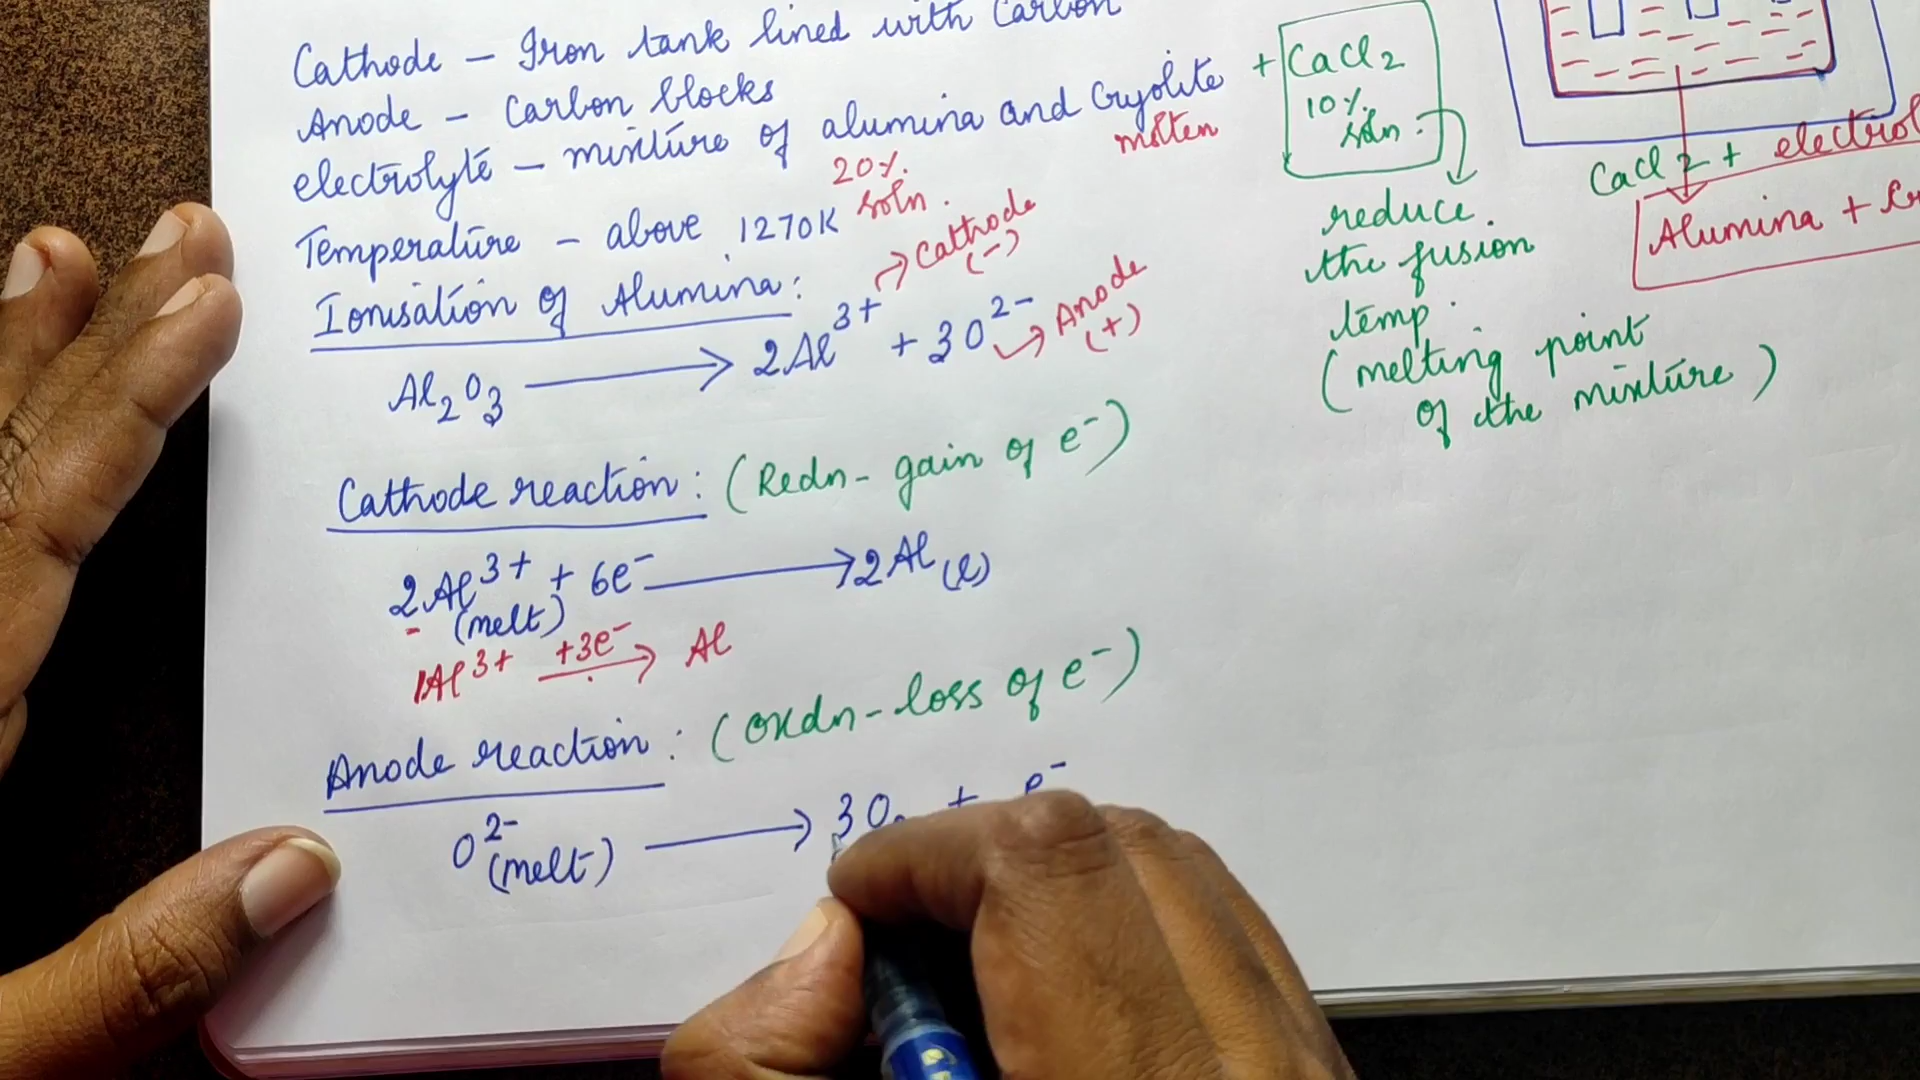 Cathode - Iron tank lined with Carbon
Anode - Carbon blocks
electrolyte - mixture of alumina and Cryolite + CaCl2
20% soln.
molten
10% soln.
Temperature - above 1270K
reduce the fusion temp.
(melting point of the mixture)
CaCl2 + electrol
Alumina + Cr
Ionisation of Alumina:
Al2O3 → 2Al3+ + 3O2-
→ Cathode (-)
→ Anode (+)
Cathode reaction: (Redn - gain of e-)
2Al3+ (melt) + 6e- → 2Al (l)
1Al3+ +3e- → Al
Anode reaction: (Oxdn - loss of e-)
O2- (melt) → 3O + e-